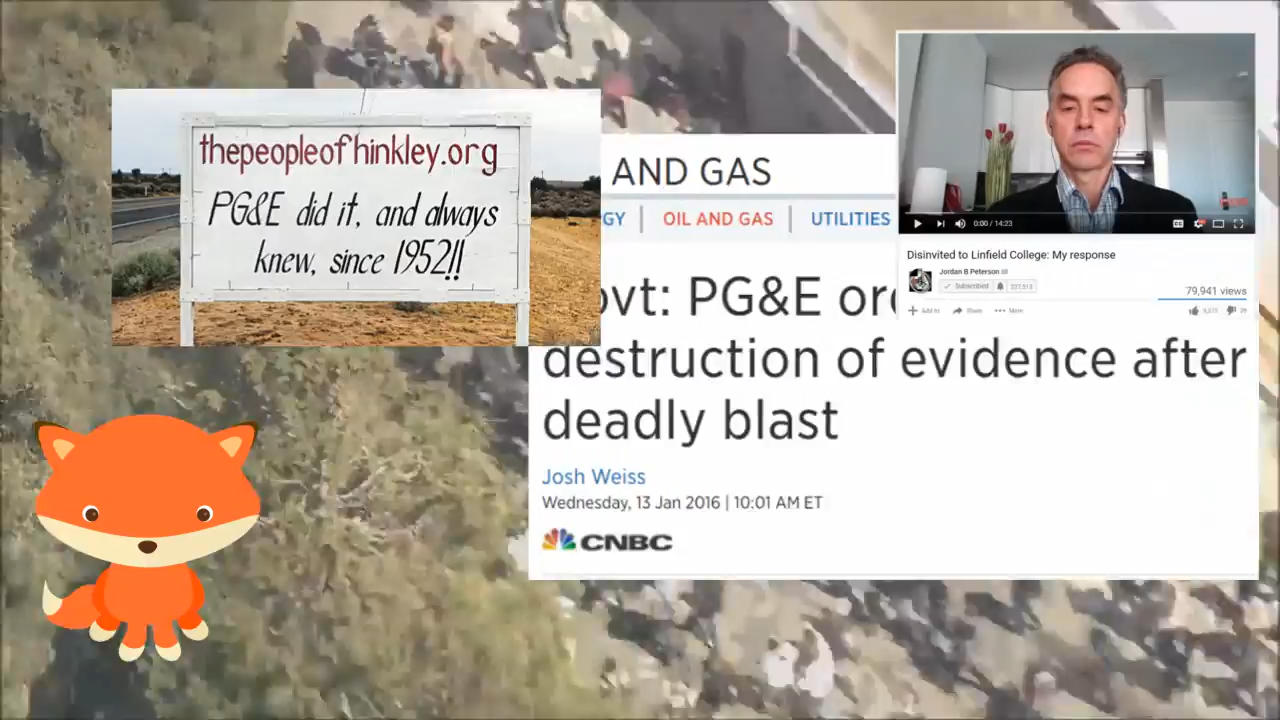 thepeopleofhinkley.org
PG&E did it, and always
knew, since 1952!!
AND GAS
GY | OIL AND GAS | UTILITIES
ovt: PG&E ord
destruction of evidence after
deadly blast
Josh Weiss
Wednesday, 13 Jan 2016 | 10:01 AM ET
CNBC
0:00 / 14:23
Disinvited to Linfield College: My response
Jordan B Peterson
Subscribed
79,941 views
Add to Share More